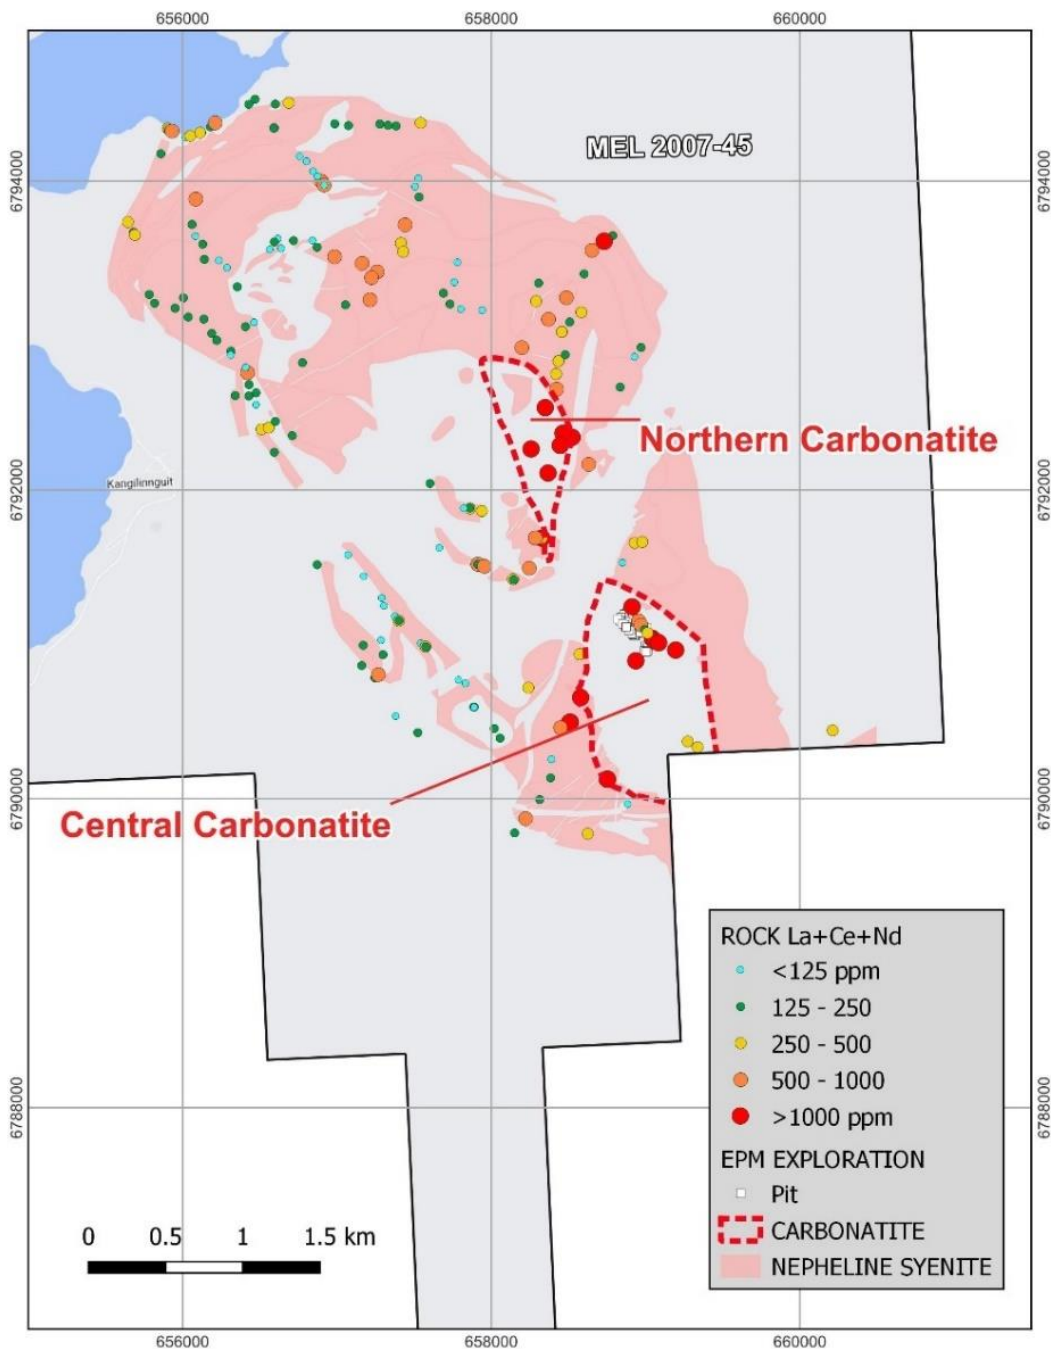 656000 658000 660000
MEL 2007-45
6794000 6794000
Northern Carbonatite
Kangilinnguit
6792000 6792000
6790000 6790000
Central Carbonatite
ROCK La+Ce+Nd
<125 ppm
125 - 250
250 - 500
500 - 1000
>1000 ppm
EPM EXPLORATION
Pit
CARBONATITE
NEPHELINE SYENITE
6788000 6788000
0 0.5 1 1.5 km
656000 658000 660000